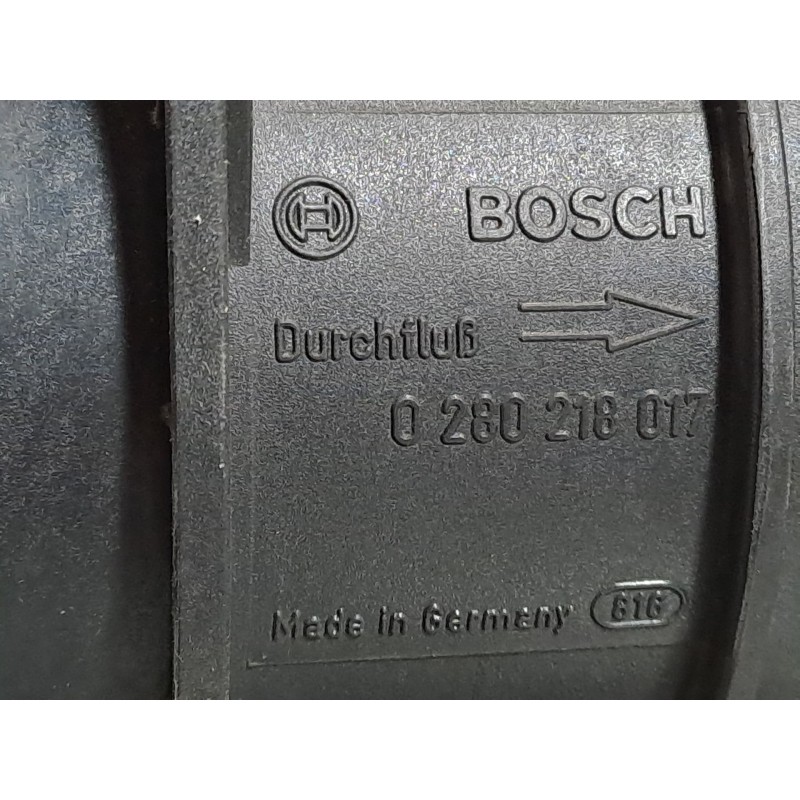 BOSCH
Durchfluß
0 280 218 017
Made in Germany 616